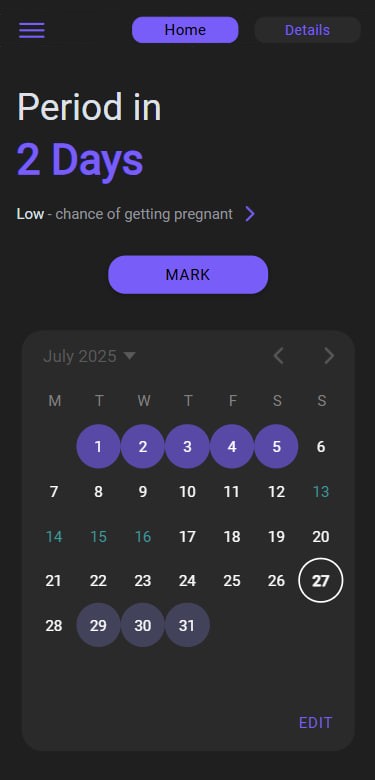 Home Details
Period in
2 Days
Low - chance of getting pregnant
MARK
July 2025
M T W T F S S
1 2 3 4 5 6
7 8 9 10 11 12 13
14 15 16 17 18 19 20
21 22 23 24 25 26 27
28 29 30 31
EDIT